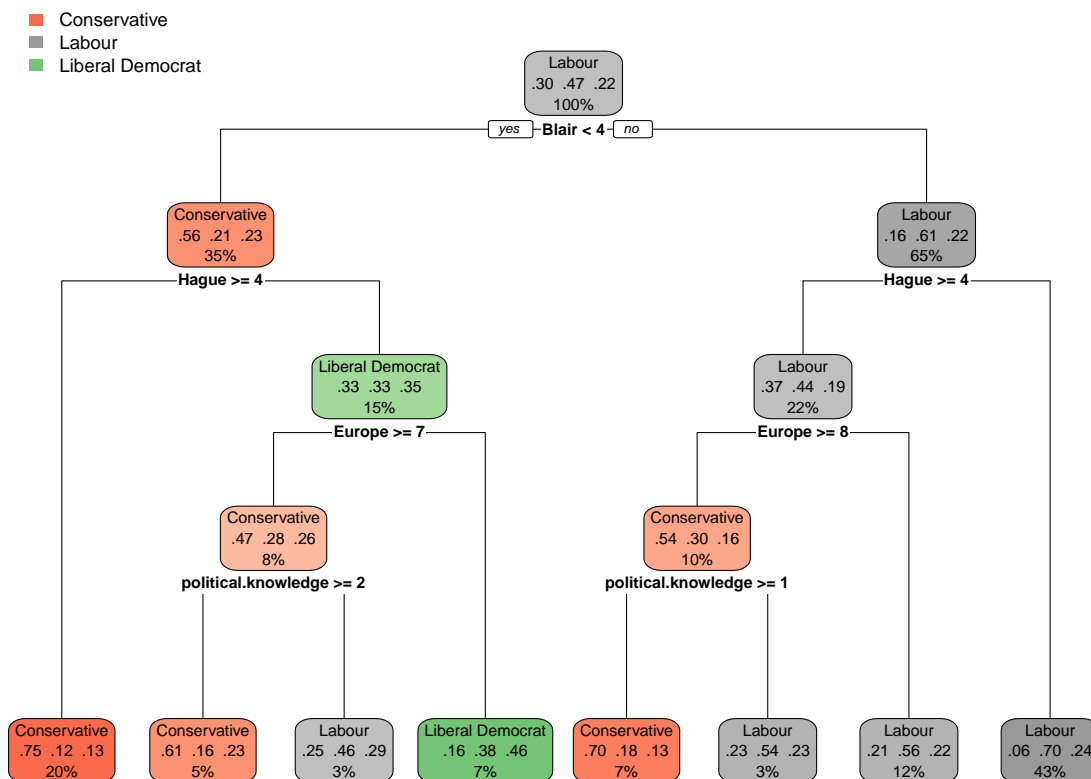 Conservative
Labour
Liberal Democrat
Labour
.30 .47 .22
100%
yes Blair < 4 no
Conservative
.56 .21 .23
35%
Hague >= 4
Labour
.16 .61 .22
65%
Hague >= 4
Liberal Democrat
.33 .33 .35
15%
Europe >= 7
Labour
.37 .44 .19
22%
Europe >= 8
Conservative
.47 .28 .26
8%
political.knowledge >= 2
Conservative
.54 .30 .16
10%
political.knowledge >= 1
Conservative
.75 .12 .13
20%
Conservative
.61 .16 .23
5%
Labour
.25 .46 .29
3%
Liberal Democrat
.16 .38 .46
7%
Conservative
.70 .18 .13
7%
Labour
.23 .54 .23
3%
Labour
.21 .56 .22
12%
Labour
.06 .70 .24
43%